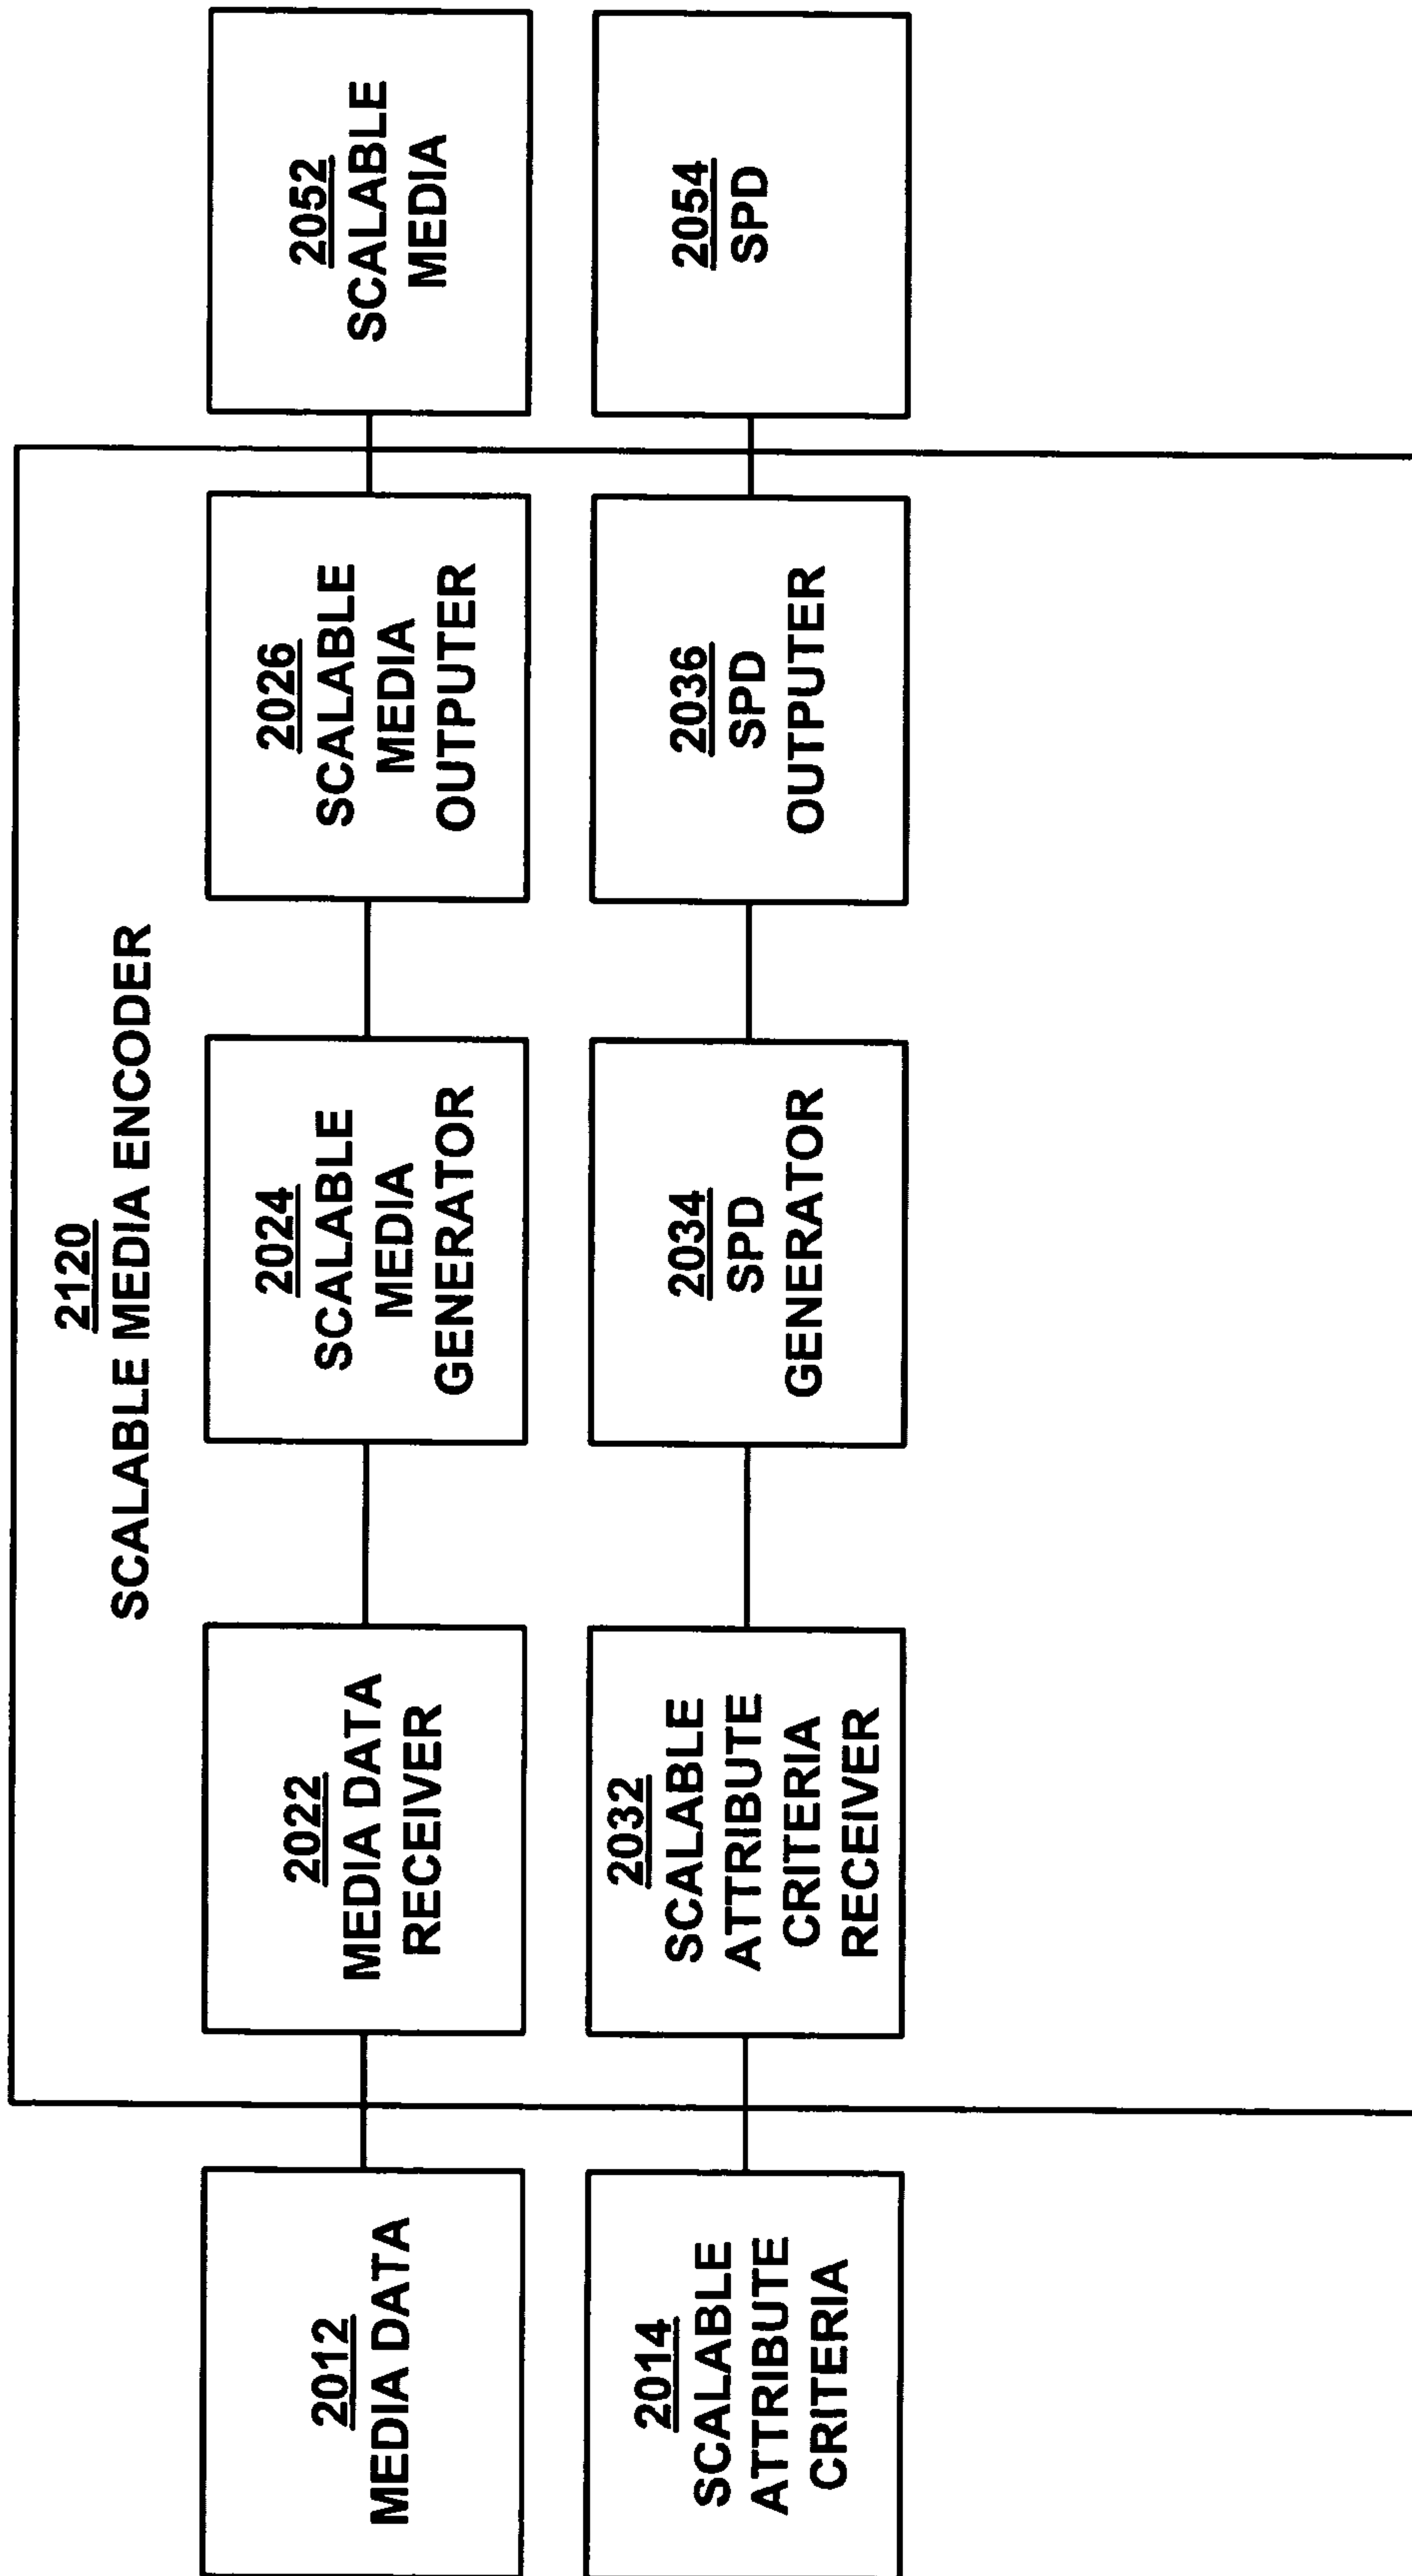 2120
SCALABLE MEDIA ENCODER
2012
MEDIA DATA
2022
MEDIA DATA
RECEIVER
2024
SCALABLE
MEDIA
GENERATOR
2026
SCALABLE
MEDIA
OUTPUTER
2052
SCALABLE
MEDIA
2014
SCALABLE
ATTRIBUTE
CRITERIA
2032
SCALABLE
ATTRIBUTE
CRITERIA
RECEIVER
2034
SPD
GENERATOR
2036
SPD
OUTPUTER
2054
SPD